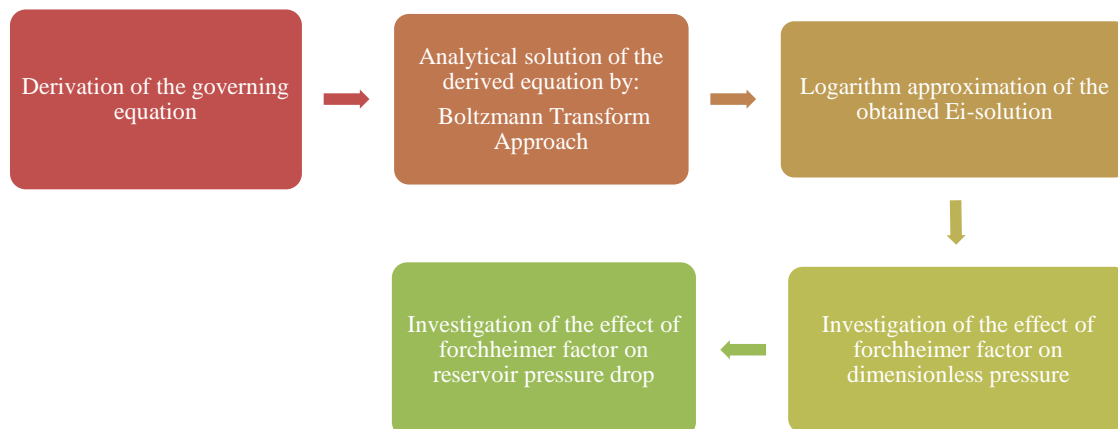 Derivation of the governing
equation
Analytical solution of the
derived equation by:
Boltzmann Transform
Approach
Logarithm approximation of the
obtained Ei-solution
Investigation of the effect of
forchheimer factor on
dimensionless pressure
Investigation of the effect of
forchheimer factor on
reservoir pressure drop